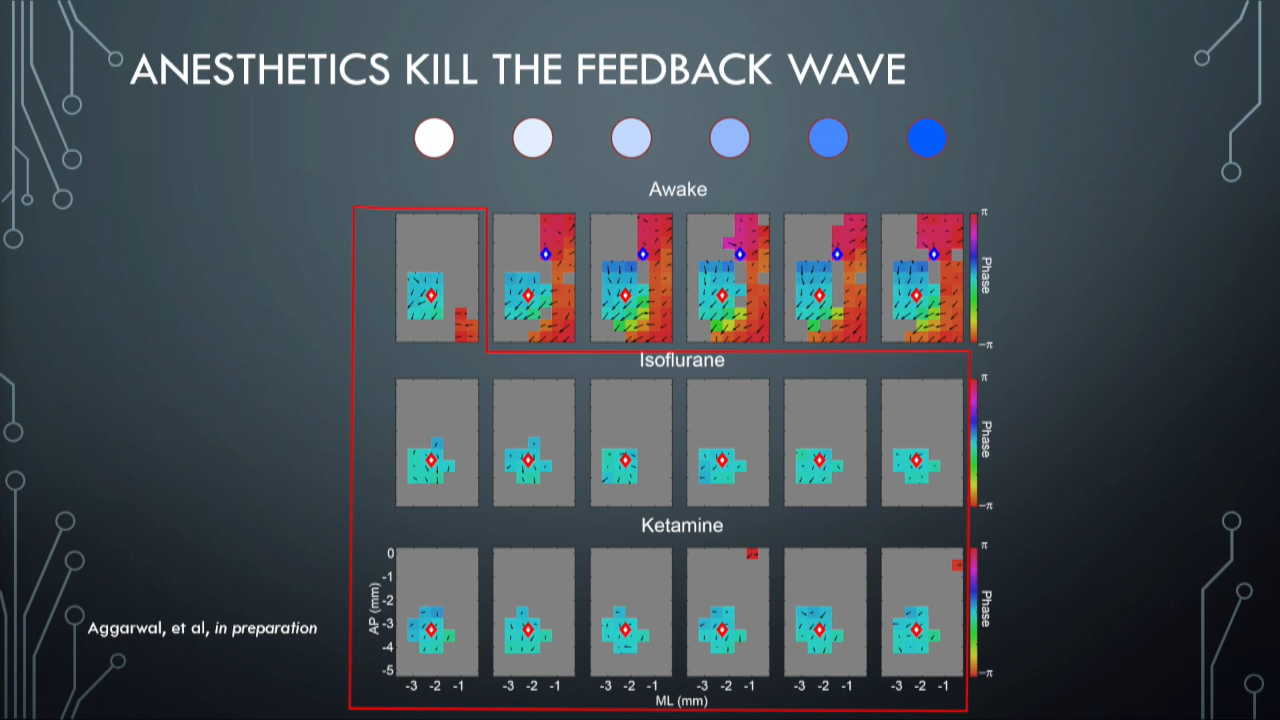 ANESTHETICS KILL THE FEEDBACK WAVE
Awake
π
Phase
−π
Isoflurane
π
Phase
−π
Ketamine
π
Phase
−π
0
-1
-2
-3
-4
-5
AP (mm)
-3 -2 -1 -3 -2 -1 -3 -2 -1 -3 -2 -1 -3 -2 -1 -3 -2 -1
ML (mm)
Aggarwal, et al, in preparation